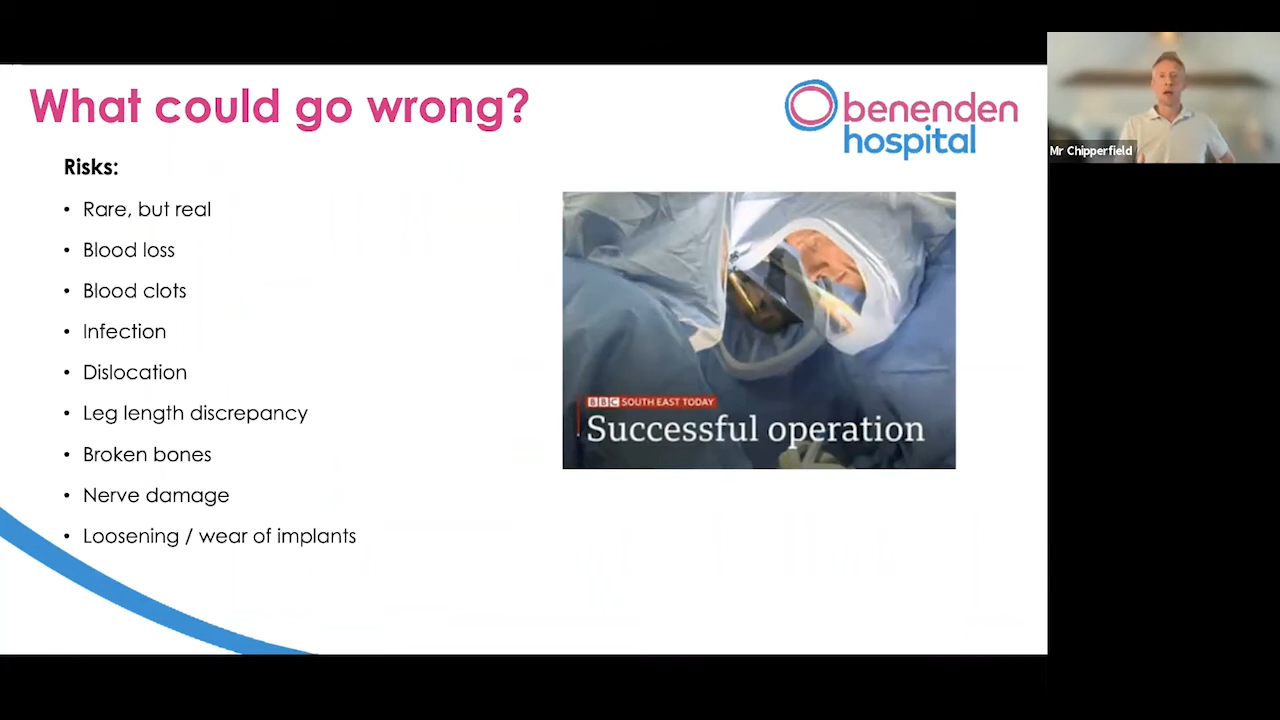 What could go wrong?
benenden
hospital
Mr Chipperfield
Risks:
• Rare, but real
• Blood loss
• Blood clots
• Infection
• Dislocation
• Leg length discrepancy
• Broken bones
• Nerve damage
• Loosening / wear of implants
BBC SOUTH EAST TODAY
Successful operation